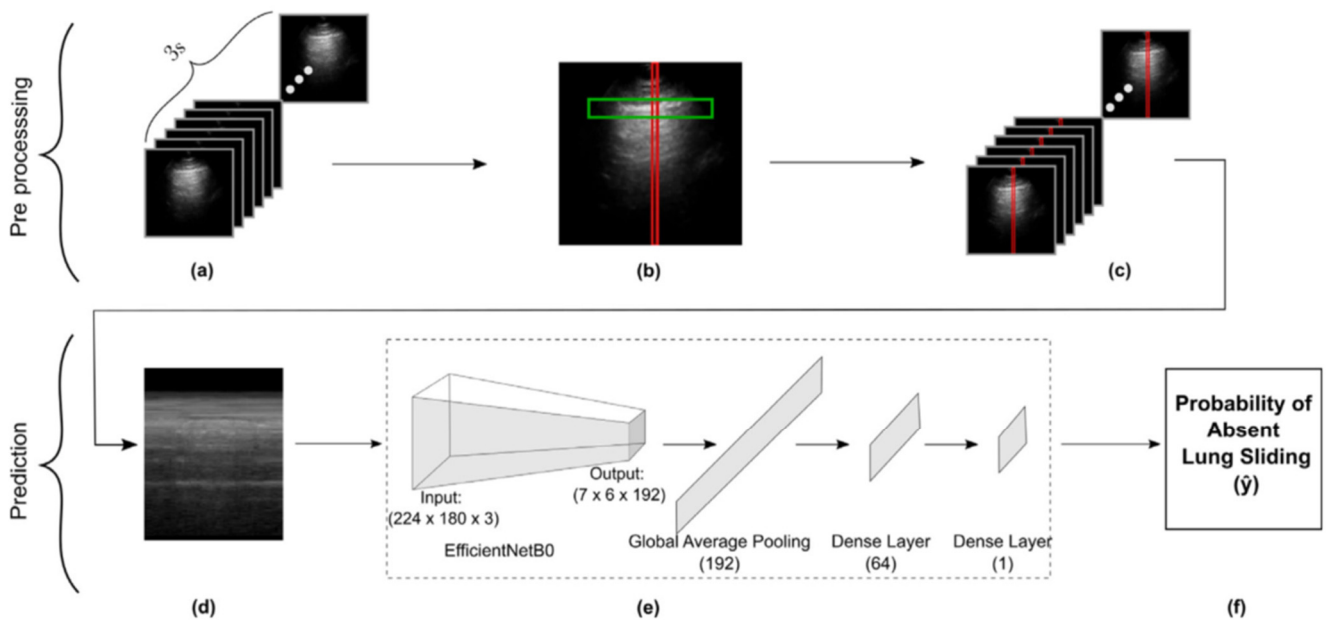 Pre processsing
3s
(a)
(b)
(c)
Prediction
Input:
(224 x 180 x 3)
Output:
(7 x 6 x 192)
EfficientNetB0
Global Average Pooling
(192)
Dense Layer
(64)
Dense Layer
(1)
Probability of
Absent
Lung Sliding
(ŷ)
(d)
(e)
(f)